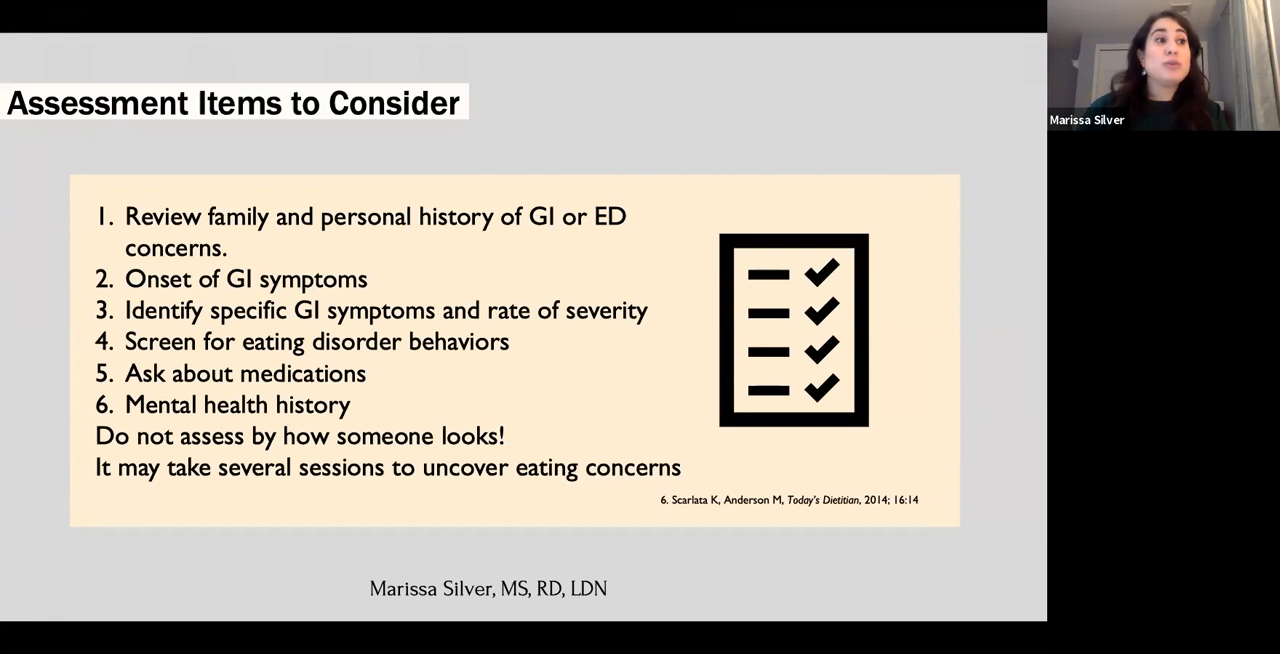 Assessment Items to Consider
Marissa Silver
1. Review family and personal history of GI or ED
concerns.
2. Onset of GI symptoms
3. Identify specific GI symptoms and rate of severity
4. Screen for eating disorder behaviors
5. Ask about medications
6. Mental health history
Do not assess by how someone looks!
It may take several sessions to uncover eating concerns
6. Scarlata K, Anderson M, Today's Dietitian, 2014; 16:14
Marissa Silver, MS, RD, LDN